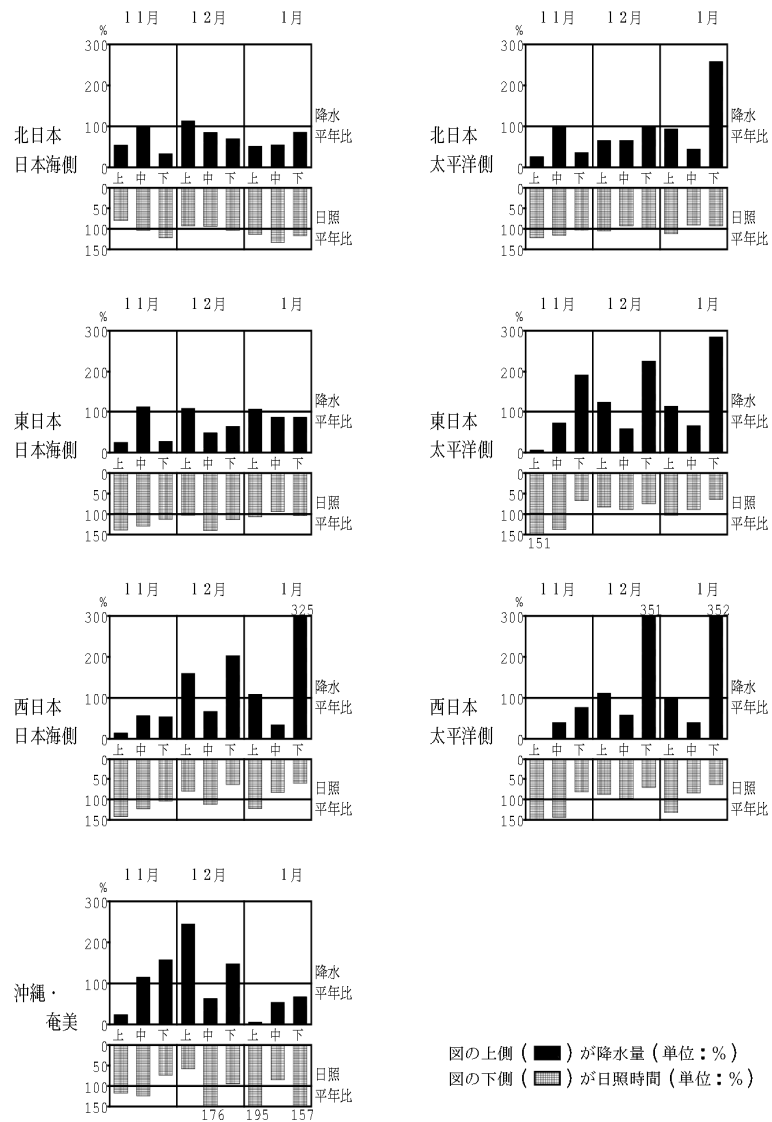 １１月 １２月 １月
%
300
200
100
0
降水
平年比
北日本
日本海側
上 中 下 上 中 下 上 中 下
0
50
100
150
日照
平年比
１１月 １２月 １月
%
300
200
100
0
降水
平年比
北日本
太平洋側
上 中 下 上 中 下 上 中 下
0
50
100
150
日照
平年比
１１月 １２月 １月
%
300
200
100
0
降水
平年比
東日本
日本海側
上 中 下 上 中 下 上 中 下
0
50
100
150
日照
平年比
１１月 １２月 １月
%
300
200
100
0
降水
平年比
東日本
太平洋側
上 中 下 上 中 下 上 中 下
0
50
100
150
日照
平年比
151
１１月 １２月 １月
%
325
300
200
100
0
降水
平年比
西日本
日本海側
上 中 下 上 中 下 上 中 下
0
50
100
150
日照
平年比
１１月 １２月 １月
%
351 352
300
200
100
0
降水
平年比
西日本
太平洋側
上 中 下 上 中 下 上 中 下
0
50
100
150
日照
平年比
１１月 １２月 １月
%
300
200
100
0
降水
平年比
沖縄・
奄美
上 中 下 上 中 下 上 中 下
0
50
100
150
日照
平年比
176 195 157
図の上側（ ）が降水量（単位：％）
図の下側（ ）が日照時間（単位：％）